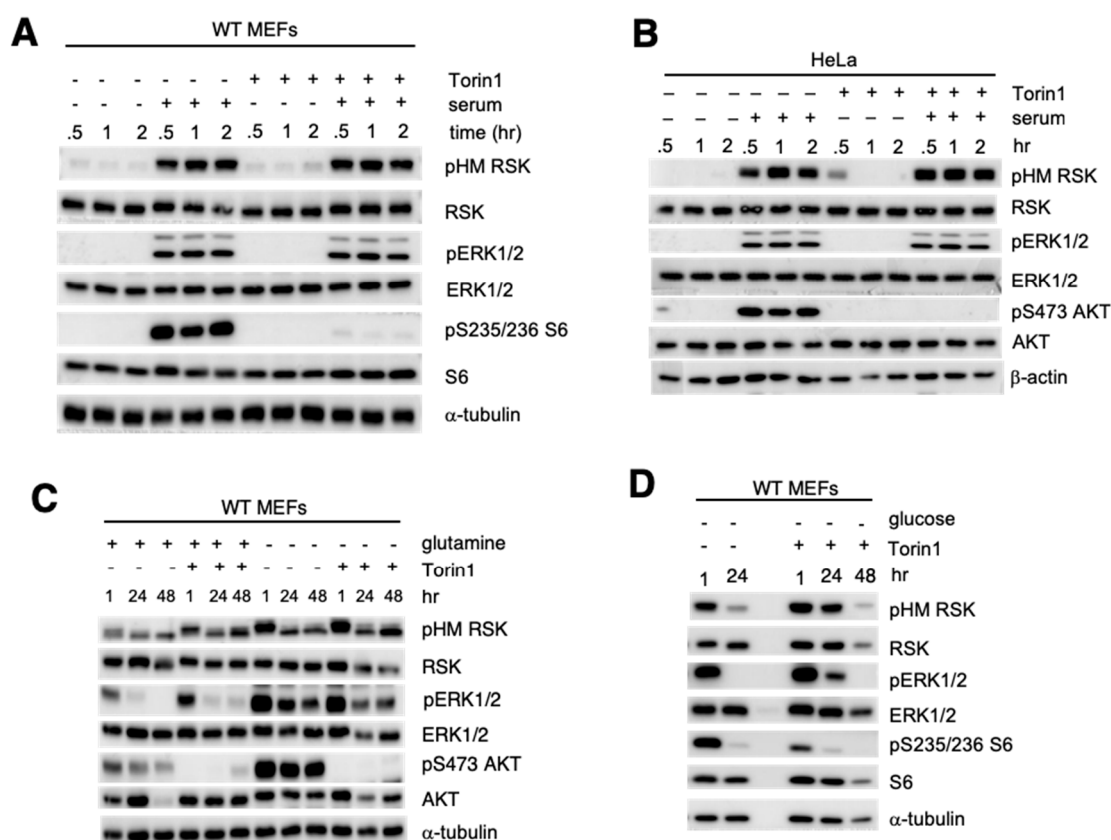 A
WT MEFs
- - - - - - + + + + + + Torin1
- - - + + + - - - + + + serum
.5 1 2 .5 1 2 .5 1 2 .5 1 2 time (hr)
pHM RSK
RSK
pERK1/2
ERK1/2
pS235/236 S6
S6
α-tubulin
B
HeLa
– – – – – – + + + + + + Torin1
– – – + + + – – – + + + serum
.5 1 2 .5 1 2 .5 1 2 .5 1 2 hr
pHM RSK
RSK
pERK1/2
ERK1/2
pS473 AKT
AKT
β-actin
C
WT MEFs
+ + + + + + - - - - - - glutamine
- - - + + + - - - + + + Torin1
1 24 48 1 24 48 1 24 48 1 24 48 hr
pHM RSK
RSK
pERK1/2
ERK1/2
pS473 AKT
AKT
α-tubulin
D
WT MEFs
- - - - - glucose
- - + + + Torin1
1 24 1 24 48 hr
pHM RSK
RSK
pERK1/2
ERK1/2
pS235/236 S6
S6
α-tubulin